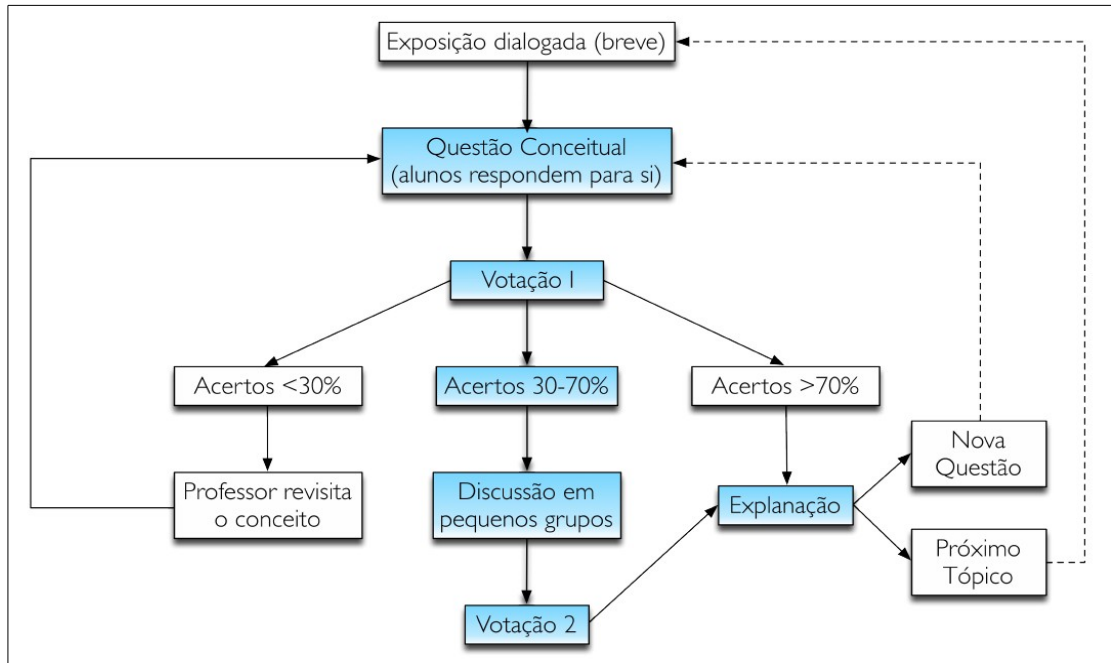 Exposição dialogada (breve)
Questão Conceitual
(alunos respondem para si)
Votação I
Acertos <30%
Acertos 30-70%
Acertos >70%
Professor revisita
o conceito
Discussão em
pequenos grupos
Explanação
Nova
Questão
Próximo
Tópico
Votação 2